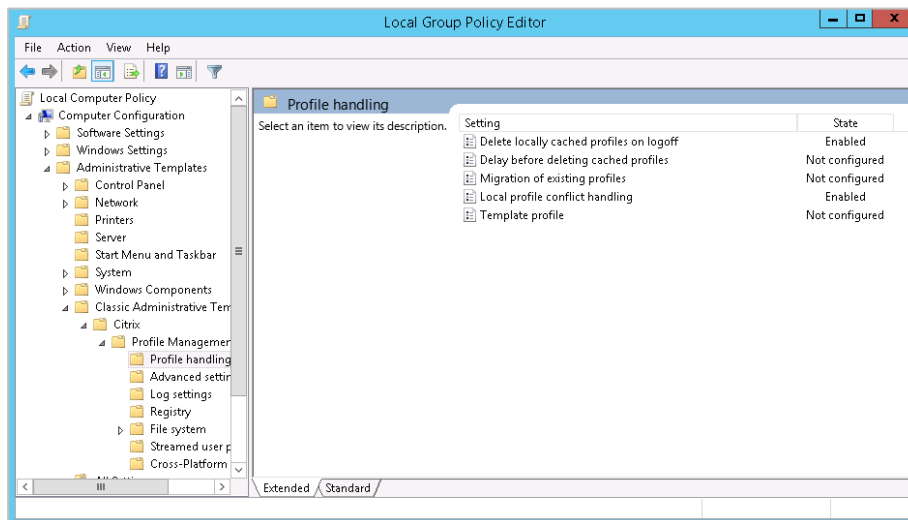 Local Group Policy Editor
File Action View Help
Local Computer Policy
Computer Configuration
Software Settings
Windows Settings
Administrative Templates
Control Panel
Network
Printers
Server
Start Menu and Taskbar
System
Windows Components
Classic Administrative Tem
Citrix
Profile Managemer
Profile handling
Advanced settir
Log settings
Registry
File system
Streamed user p
Cross-Platform
Profile handling
Select an item to view its description.
Setting State
Delete locally cached profiles on logoff Enabled
Delay before deleting cached profiles Not configured
Migration of existing profiles Not configured
Local profile conflict handling Enabled
Template profile Not configured
Extended Standard